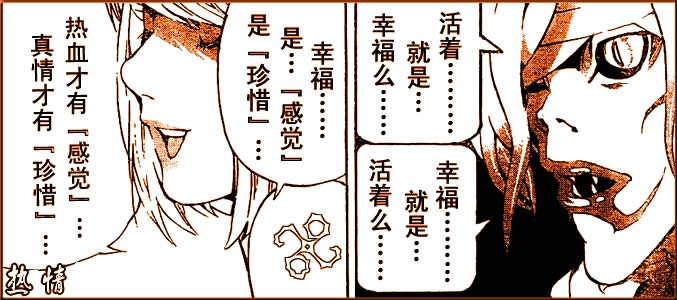 活着………
就是…
幸福么……
幸福………
就是…
活着么……
幸福……
是…『感觉』
是『珍惜』…
热血才有『感觉』…
真情才有『珍惜』…
热情